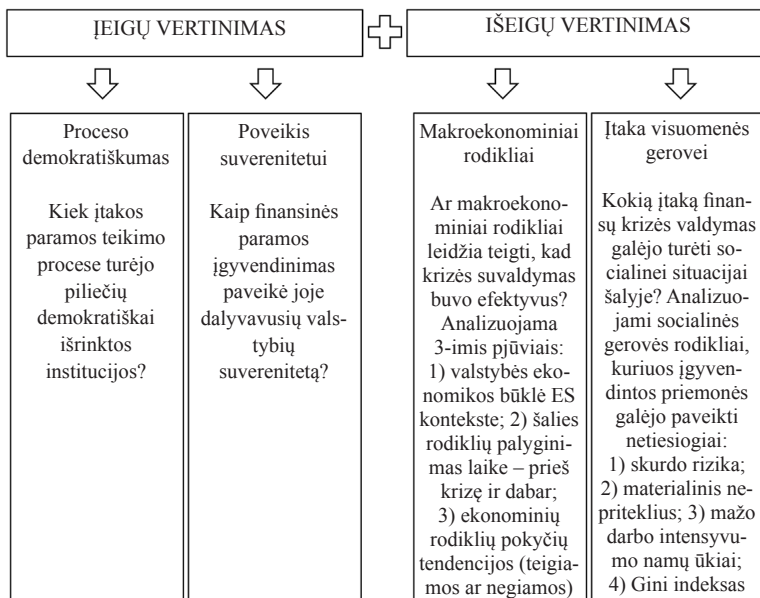 ĮEIGŲ VERTINIMAS
IŠEIGŲ VERTINIMAS
Proceso
demokratiškumas
Kiek įtakos
paramos teikimo
procese turėjo
piliečių
demokratiškai
išrinktos
institucijos?
Poveikis
suverenitetui
Kaip finansinės
paramos
įgyvendinimas
paveikė joje
dalyvavusių vals-
tybių
suverenitetą?
Makroekonominiai
rodikliai
Ar makroekono-
miniai rodikliai
leidžia teigti, kad
krizės suvaldymas
buvo efektyvus?
Analizuojama
3-imis pjūviais:
1) valstybės eko-
nomikos būklė ES
kontekste; 2) šalies
rodiklių palygini-
mas laike – prieš
krizę ir dabar;
3) ekonominių
rodiklių pokyčių
tendencijos (teigia-
mos ar negiamos)
Įtaka visuomenės
gerovei
Kokią įtaką finan-
sų krizės valdymas
galėjo turėti so-
cialinei situacijai
šalyje? Analizuo-
jami socialinės
gerovės rodikliai,
kuriuos įgyven-
dintos priemonės
galėjo paveikti
netiesiogiai:
1) skurdo rizika;
2) materialinis ne-
priteklius; 3) mažo
darbo intensyvu-
mo namų ūkiai;
4) Gini indeksas